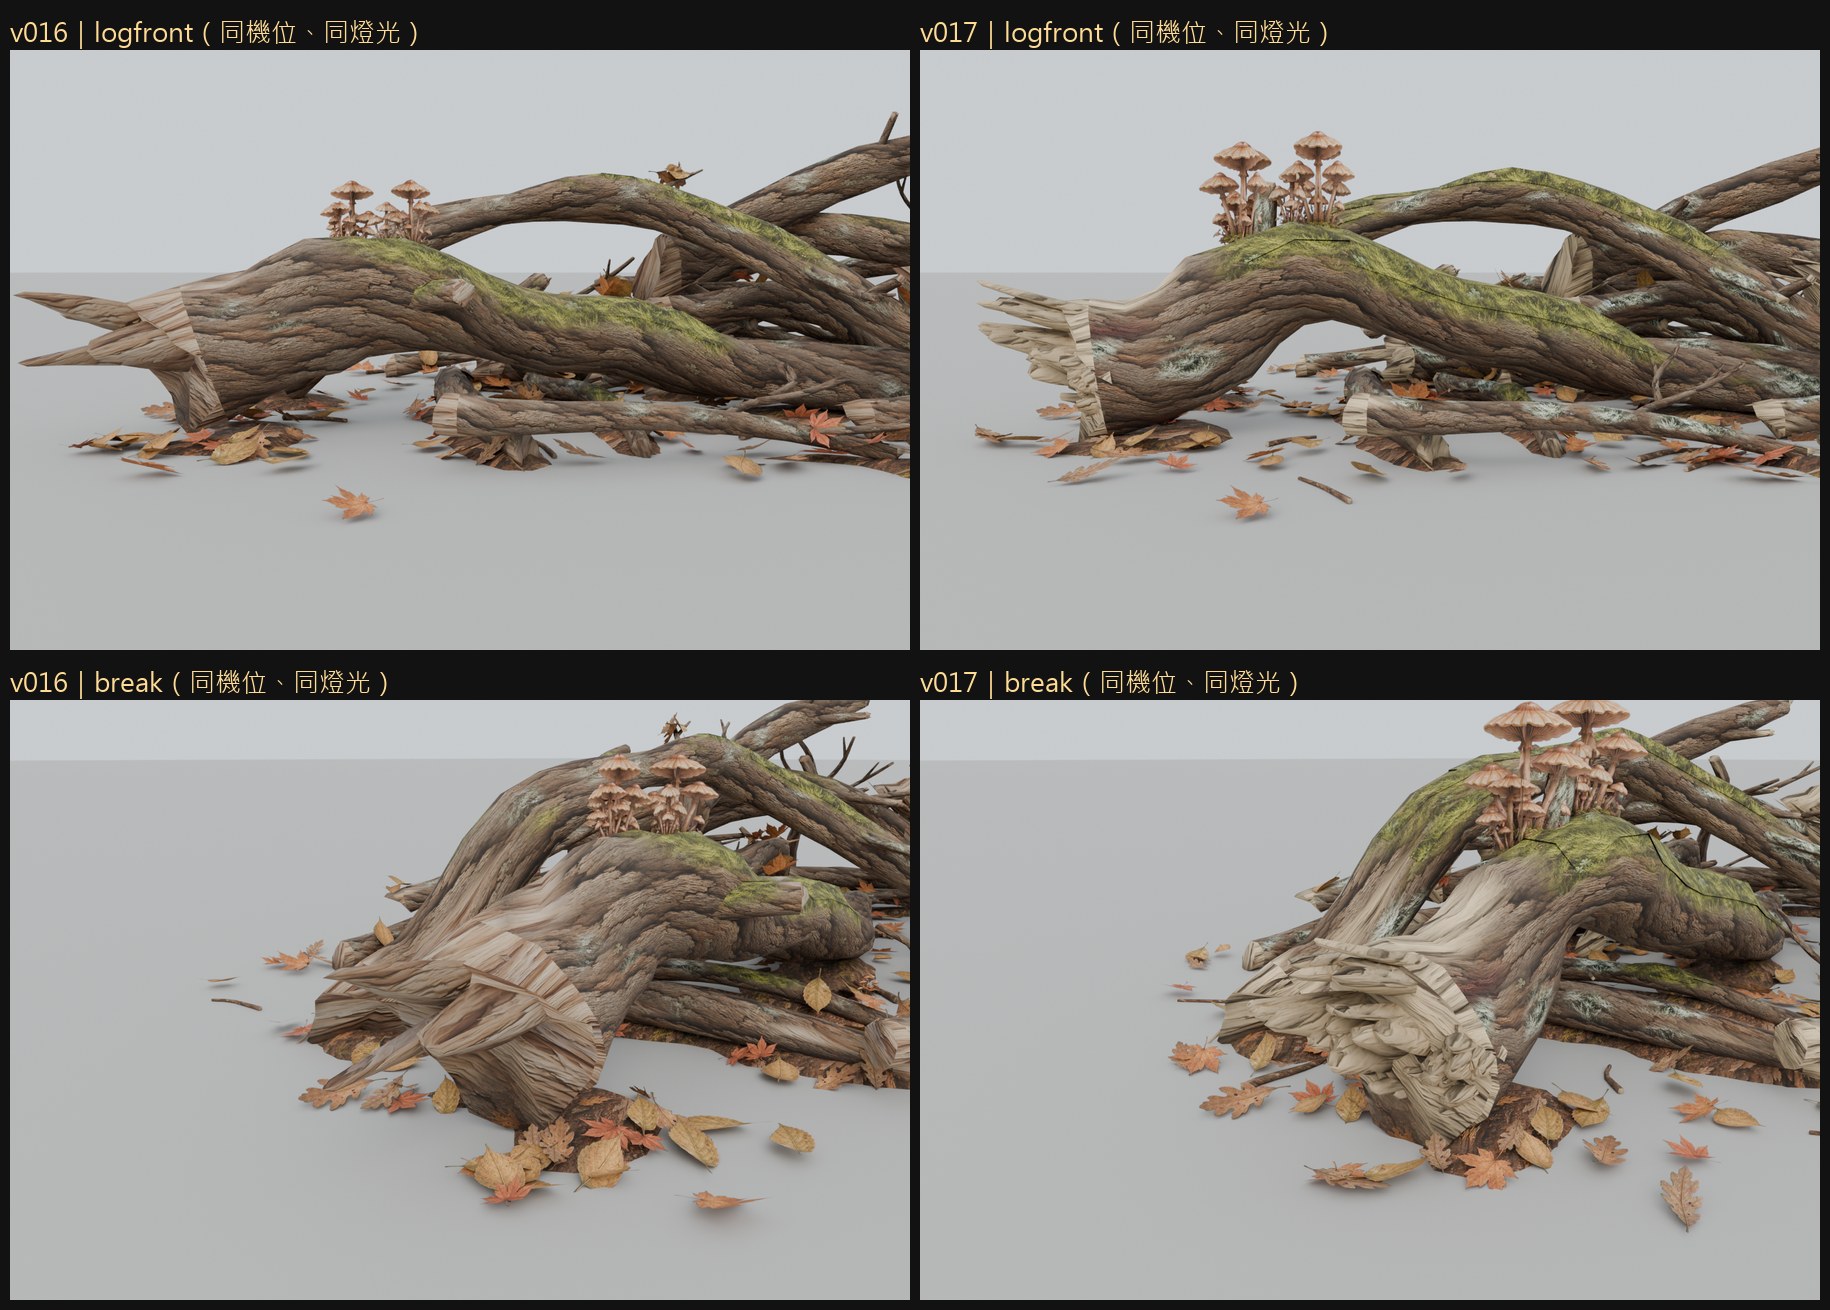 v016 | logfront ( 同機位、同燈光 )
v017 | logfront ( 同機位、同燈光 )
v016 | break ( 同機位、同燈光 )
v017 | break ( 同機位、同燈光 )